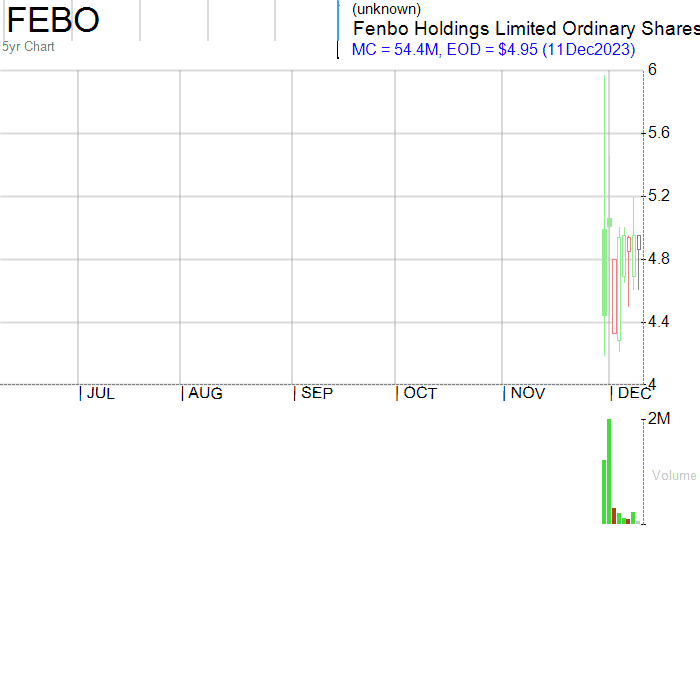 FEBO
5yr Chart
(unknown)
Fenbo Holdings Limited Ordinary Shares
MC = 54.4M, EOD = $4.95 (11Dec2023)
6
5.6
5.2
4.8
4.4
4
| JUL | AUG | SEP | OCT | NOV | DEC
2M
Volume